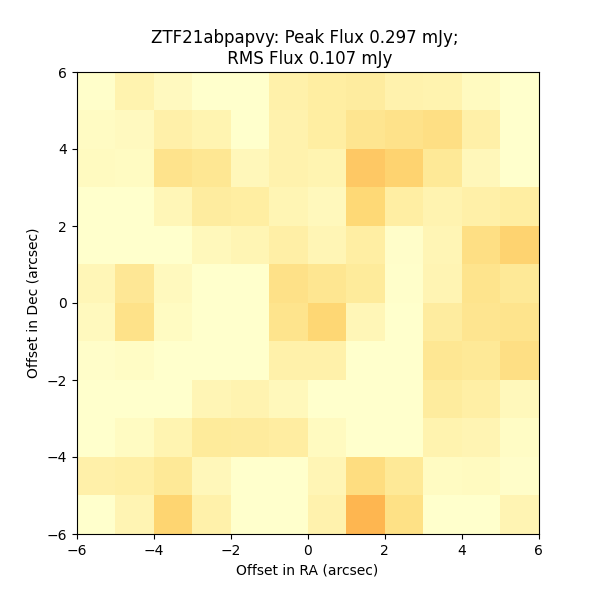 ZTF21abpapvy: Peak Flux 0.297 mJy;
RMS Flux 0.107 mJy
6
4
2
0
−2
−4
−6
Offset in Dec (arcsec)
−6 −4 −2 0 2 4 6
Offset in RA (arcsec)